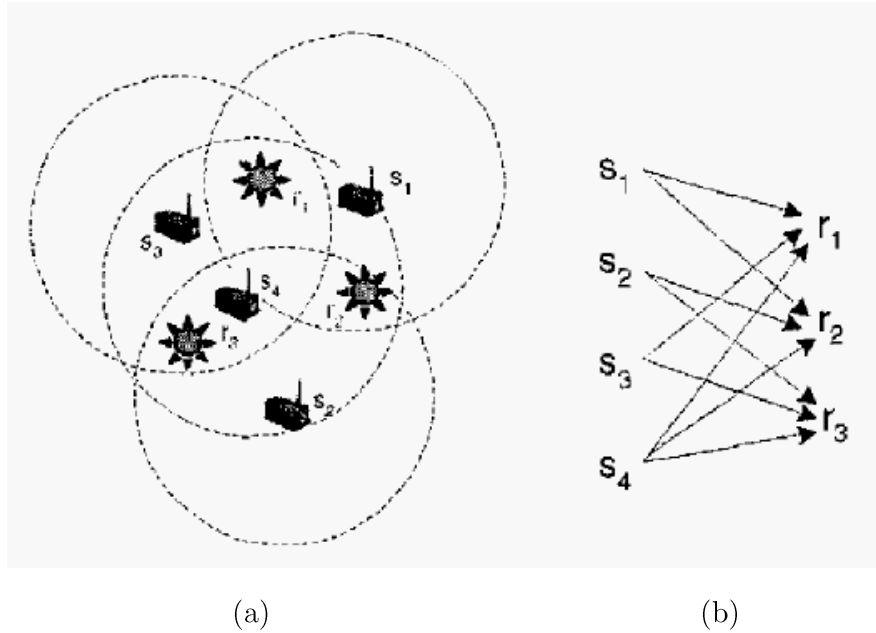 s₁
r₁
s₃
s₄
r₂
r₃
s₂
s₁
r₁
s₂
r₂
s₃
r₃
s₄
(a) (b)